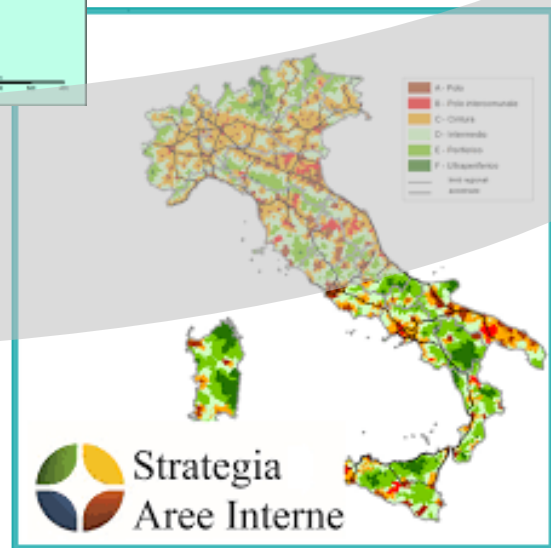 A - Polo
B - Polo intercomunale
C - Cintura
D - Intermedio
E - Periferico
F - Ultraperiferico
Strategia
Aree Interne